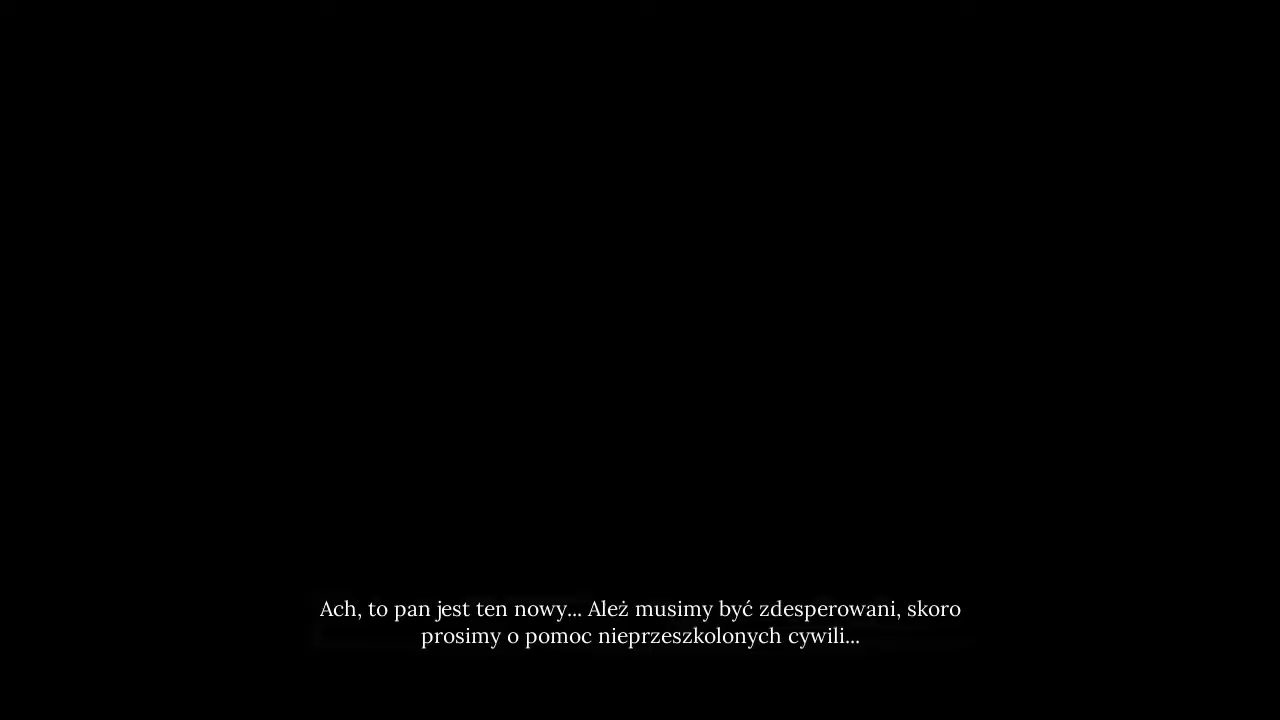 Ach, to pan jest ten nowy... Ależ musimy być zdesperowani, skoro
prosimy o pomoc nieprzeszkolonych cywili...